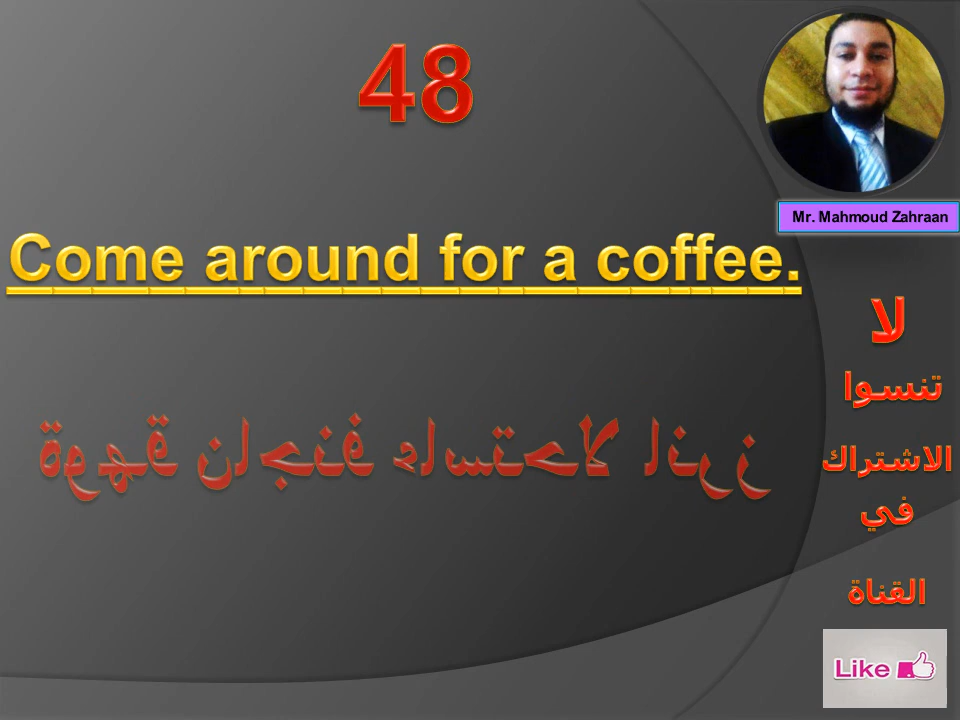 48
Mr. Mahmoud Zahraan
Come around for a coffee.
زرنا لاحتساء فنجان قهوة
لا
تنسوا
الاشتراك
في
القناة
Like